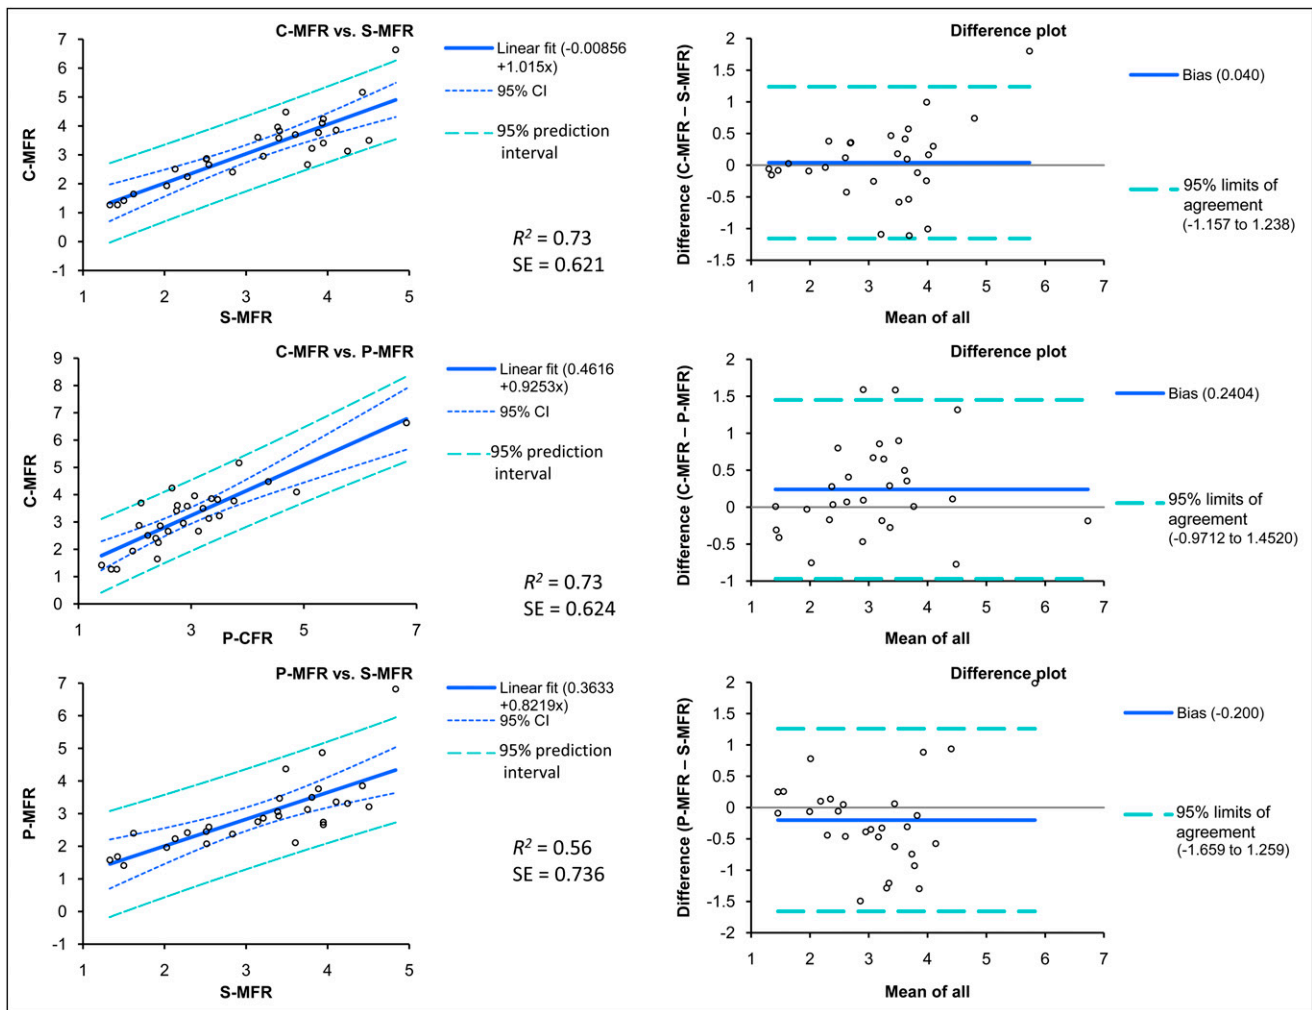 C-MFR vs. S-MFR
7
6
5
4
3
2
1
0
-1
C-MFR
1 2 3 4 5
S-MFR
Linear fit (-0.00856
+1.015x)
95% CI
95% prediction
interval
R² = 0.73
SE = 0.621
Difference plot
2
1.5
1
0.5
0
-0.5
-1
-1.5
Difference (C-MFR – S-MFR)
1 2 3 4 5 6 7
Mean of all
Bias (0.040)
95% limits of
agreement
(-1.157 to 1.238)
C-MFR vs. P-MFR
9
8
7
6
5
4
3
2
1
0
C-MFR
1 3 5 7
P-CFR
Linear fit (0.4616
+0.9253x)
95% CI
95% prediction
interval
R² = 0.73
SE = 0.624
Difference plot
2
1.5
1
0.5
0
-0.5
-1
Difference (C-MFR – P-MFR)
1 2 3 4 5 6 7
Mean of all
Bias (0.2404)
95% limits of
agreement
(-0.9712 to 1.4520)
P-MFR vs. S-MFR
7
6
5
4
3
2
1
0
-1
P-MFR
1 2 3 4 5
S-MFR
Linear fit (0.3633
+0.8219x)
95% CI
95% prediction
interval
R² = 0.56
SE = 0.736
Difference plot
2
1.5
1
0.5
0
-0.5
-1
-1.5
-2
Difference (P-MFR – S-MFR)
1 2 3 4 5 6 7
Mean of all
Bias (-0.200)
95% limits of
agreement
(-1.659 to 1.259)